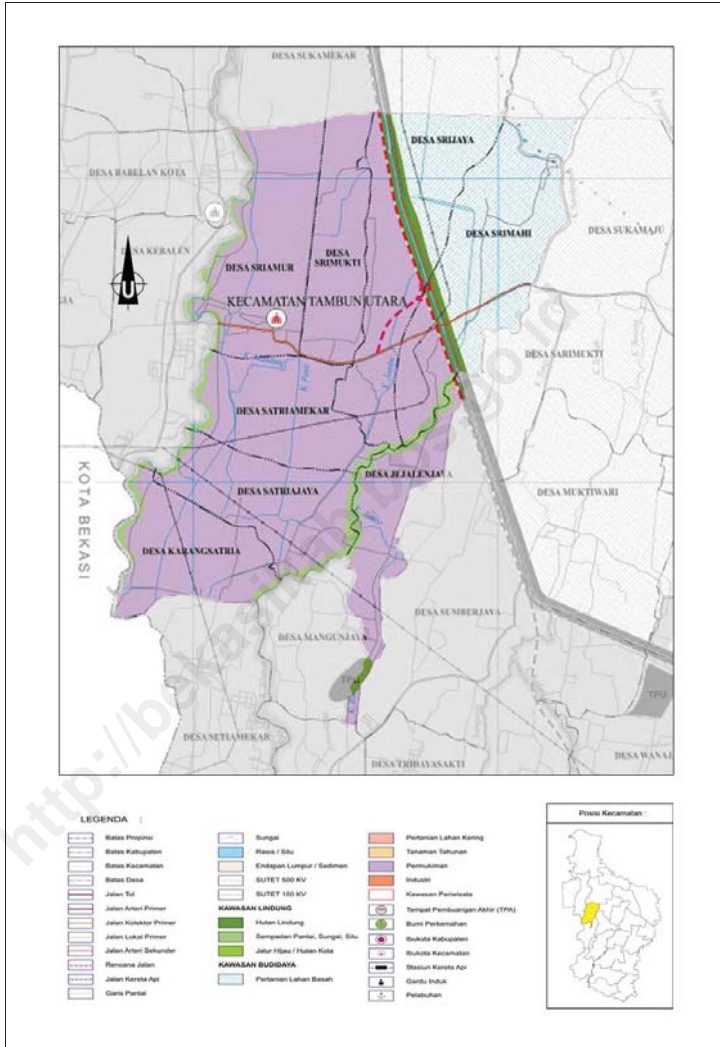 DESA SUKAMEKAR
DESA SRIJAYA
DESA BABELAN KOTA
DESA SUKAMAJU
DESA SRIMAHI
DESA KEBALEN
DESA
SRIMUKTI
DESA SRIAMUR
U
GIA
KECAMATAN TAMBUN UTARA
DESA SARIMUKTI
DESA SATRIAMEKAR
DESA JEJALENJAYA
KOTA BEKASI
DESA SATRIAJAYA
DESA MUKTIWARI
DESA KARANGSATRIA
DESA SUMBERJAYA
DESA MANGUNJAYA
TPU
TPU
DESA SETIAMEKAR
DESA WANAJ
DESA TRIDAYASAKTI
http://bekasikab.bps.go.id
LEGENDA :
Batas Propinsi
Batas Kabupaten
Batas Kecamatan
Batas Desa
Jalan Tol
Jalan Arteri Primer
Jalan Kolektor Primer
Jalan Lokal Primer
Jalan Arteri Sekunder
Rencana Jalan
Jalan Kereta Api
Garis Pantai
Sungai
Rawa / Situ
Endapan Lumpur / Sedimen
SUTET 500 KV
SUTET 150 KV
KAWASAN LINDUNG
Hutan Lindung
Sempadan Pantai, Sungai, Situ
Jalur Hijau / Hutan Kota
KAWASAN BUDIDAYA
Pertanian Lahan Basah
Pertanian Lahan Kering
Tanaman Tahunan
Permukiman
Industri
Kawasan Pariwisata
Tempat Pembuangan Akhir (TPA)
Bumi Perkemahan
Ibukota Kabupaten
Ibukota Kecamatan
Stasiun Kereta Api
Gardu Induk
Pelabuhan
Posisi Kecamatan :